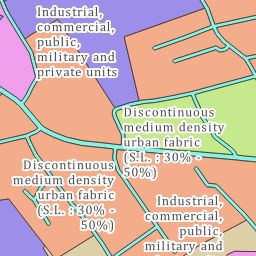 Industrial,
commercial,
public,
military and
private units
Discontinuous
medium density
urban fabric
(S.L. : 30% -
50%)
Discontinuous
medium density
urban fabric
(S.L. : 30% -
50%)
Industrial,
commercial,
public,
military and